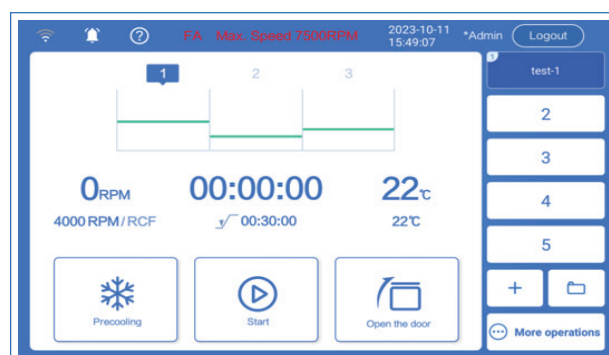 FA Max. Speed 7500RPM
2023-10-11
15:49:07
*Admin
Logout
1 2 3
0RPM 00:00:00 22℃
4000 RPM/RCF 00:30:00 22℃
Precooling
Start
Open the door
1
test-1
2
3
4
5
+
More operations